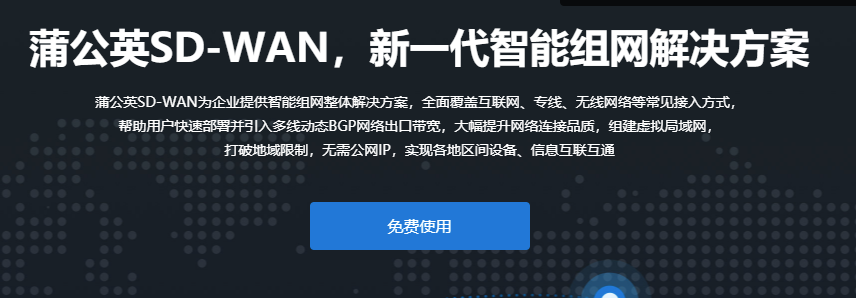 蒲公英SD-WAN，新一代智能组网解决方案
蒲公英SD-WAN为企业提供智能组网整体解决方案，全面覆盖互联网、专线、无线网络等常见接入方式，
帮助用户快速部署并引入多线动态BGP网络出口带宽，大幅提升网络连接品质，组建虚拟局域网，
打破地域限制，无需公网IP，实现各地区间设备、信息互联互通
免费使用